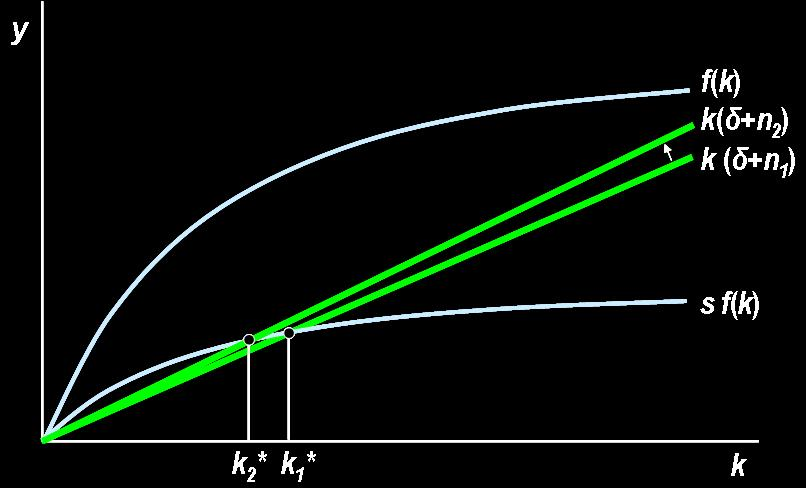 y
f(k)
k(δ+n₂)
k (δ+n₁)
s f(k)
k₂* k₁*
k